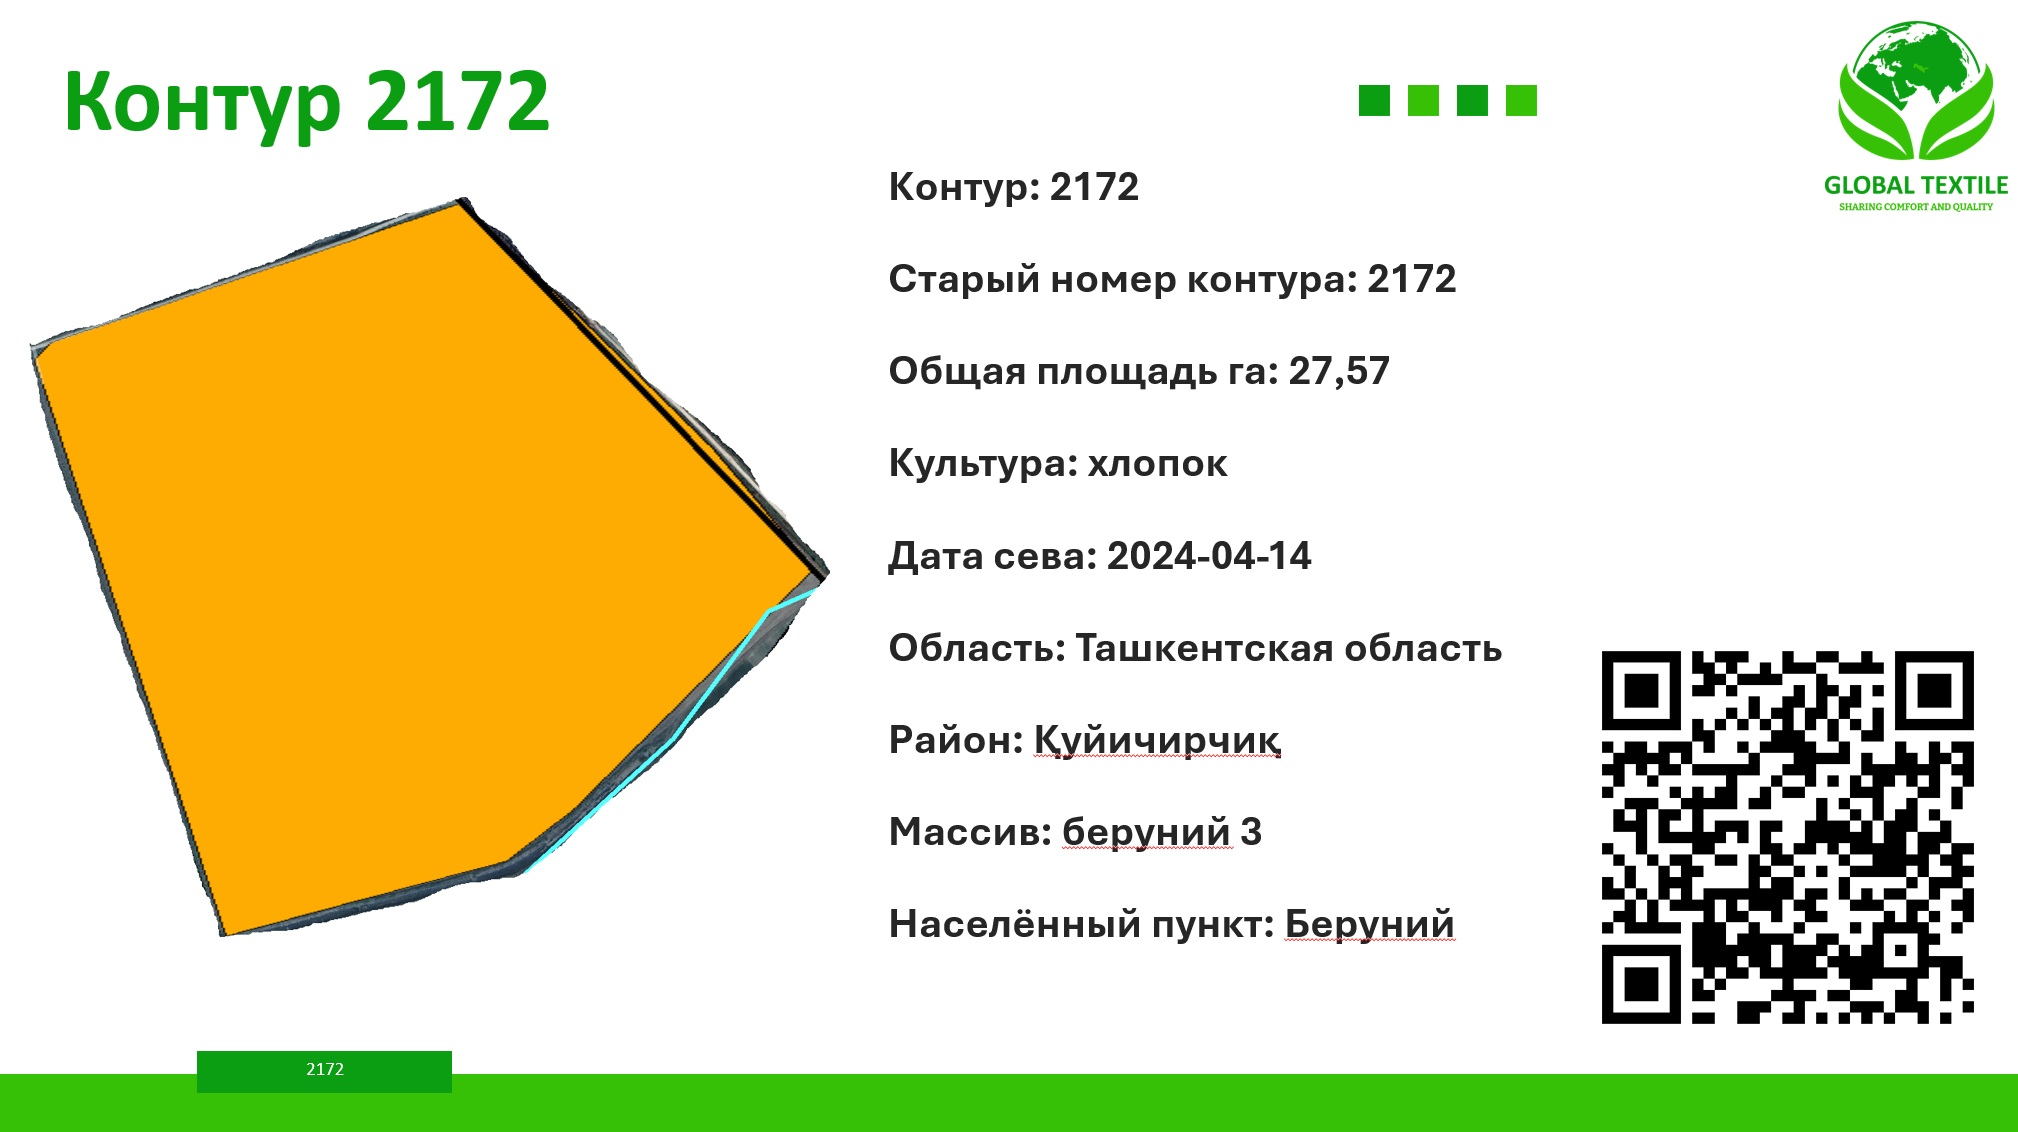 Контур 2172
GLOBAL TEXTILE
SHARING COMFORT AND QUALITY
Контур: 2172
Старый номер контура: 2172
Общая площадь га: 27,57
Культура: хлопок
Дата сева: 2024-04-14
Область: Ташкентская область
Район: Қуйичирчиқ
Массив: беруний 3
Населённый пункт: Беруний
2172